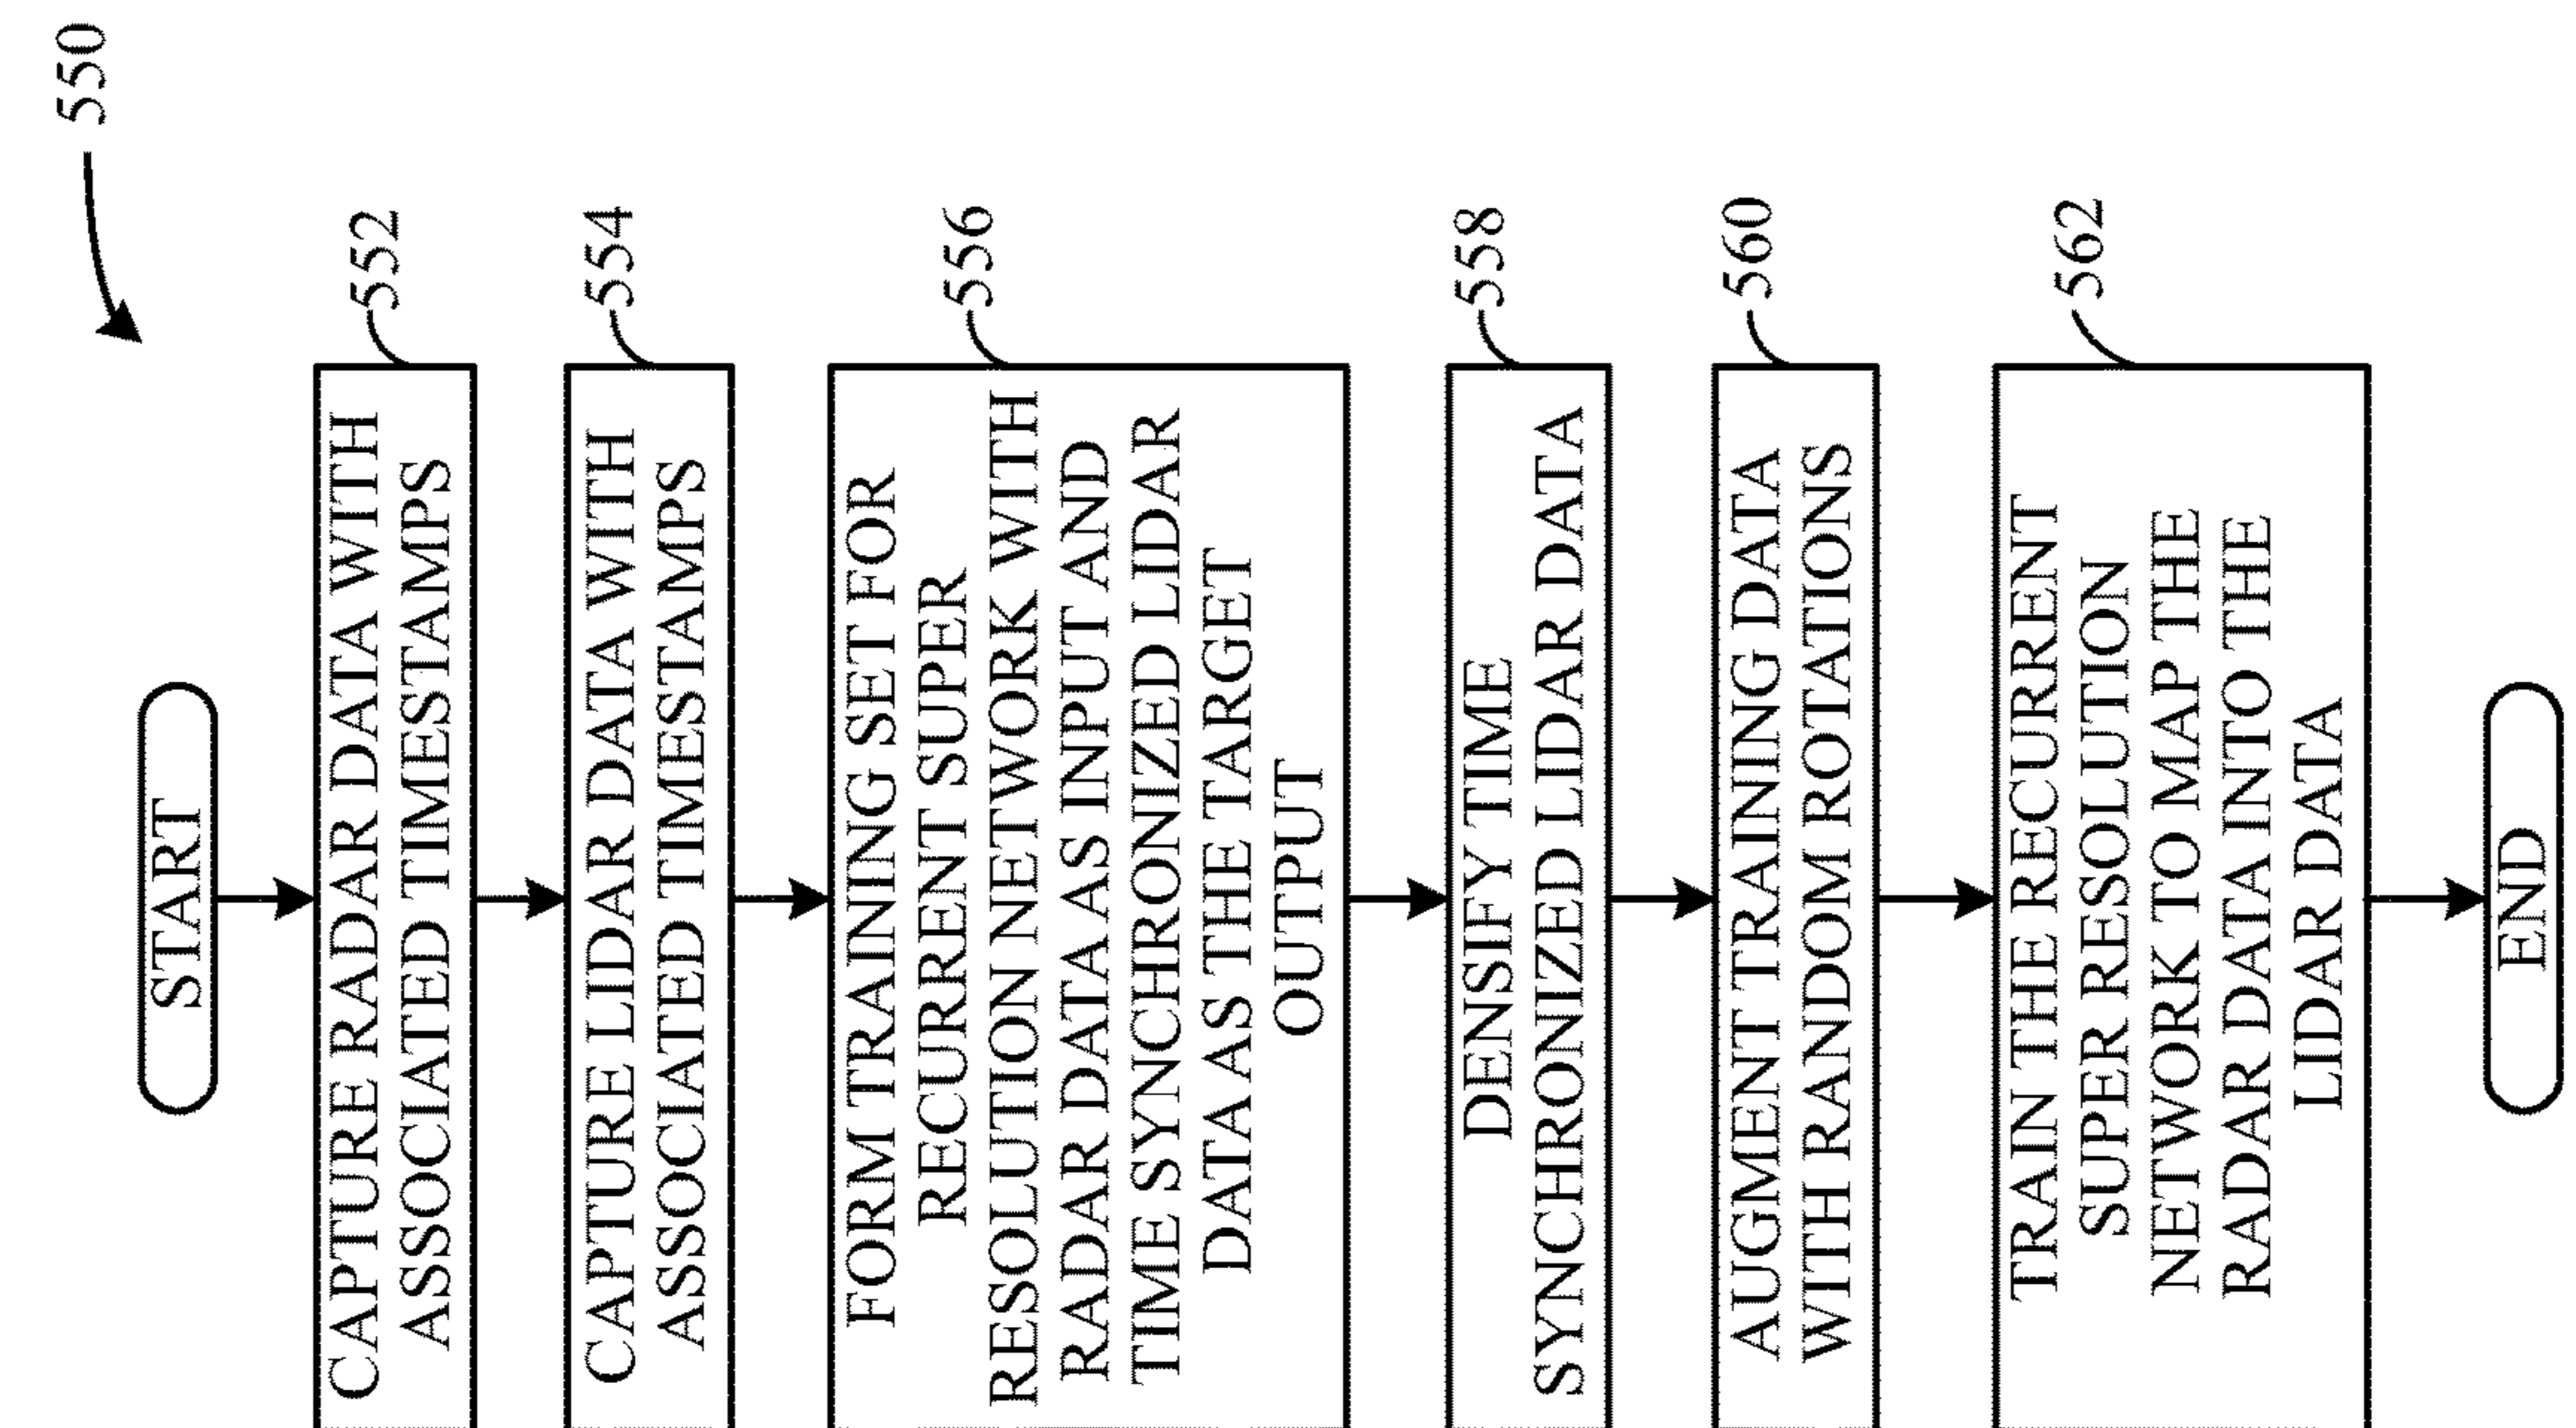 550
START
CAPTURE RADAR DATA WITH
ASSOCIATED TIMESTAMPS
552
CAPTURE LIDAR DATA WITH
ASSOCIATED TIMESTAMPS
554
FORM TRAINING SET FOR
RECURRENT SUPER
RESOLUTION NETWORK WITH
RADAR DATA AS INPUT AND
TIME SYNCHRONIZED LIDAR
DATA AS THE TARGET
OUTPUT
556
DENSIFY TIME
SYNCHRONIZED LIDAR DATA
558
AUGMENT TRAINING DATA
WITH RANDOM ROTATIONS
560
TRAIN THE RECURRENT
SUPER RESOLUTION
NETWORK TO MAP THE
RADAR DATA INTO THE
LIDAR DATA
562
END